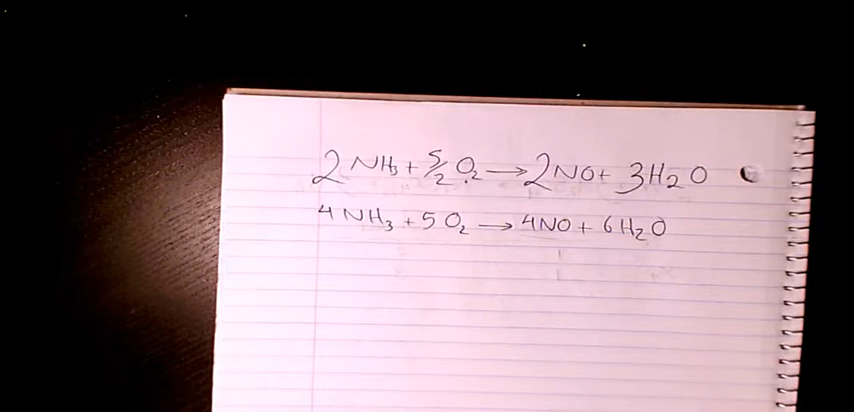 2NH₃ + 5/2 O₂ → 2NO + 3H₂O
4NH₃ + 5O₂ → 4NO + 6H₂O